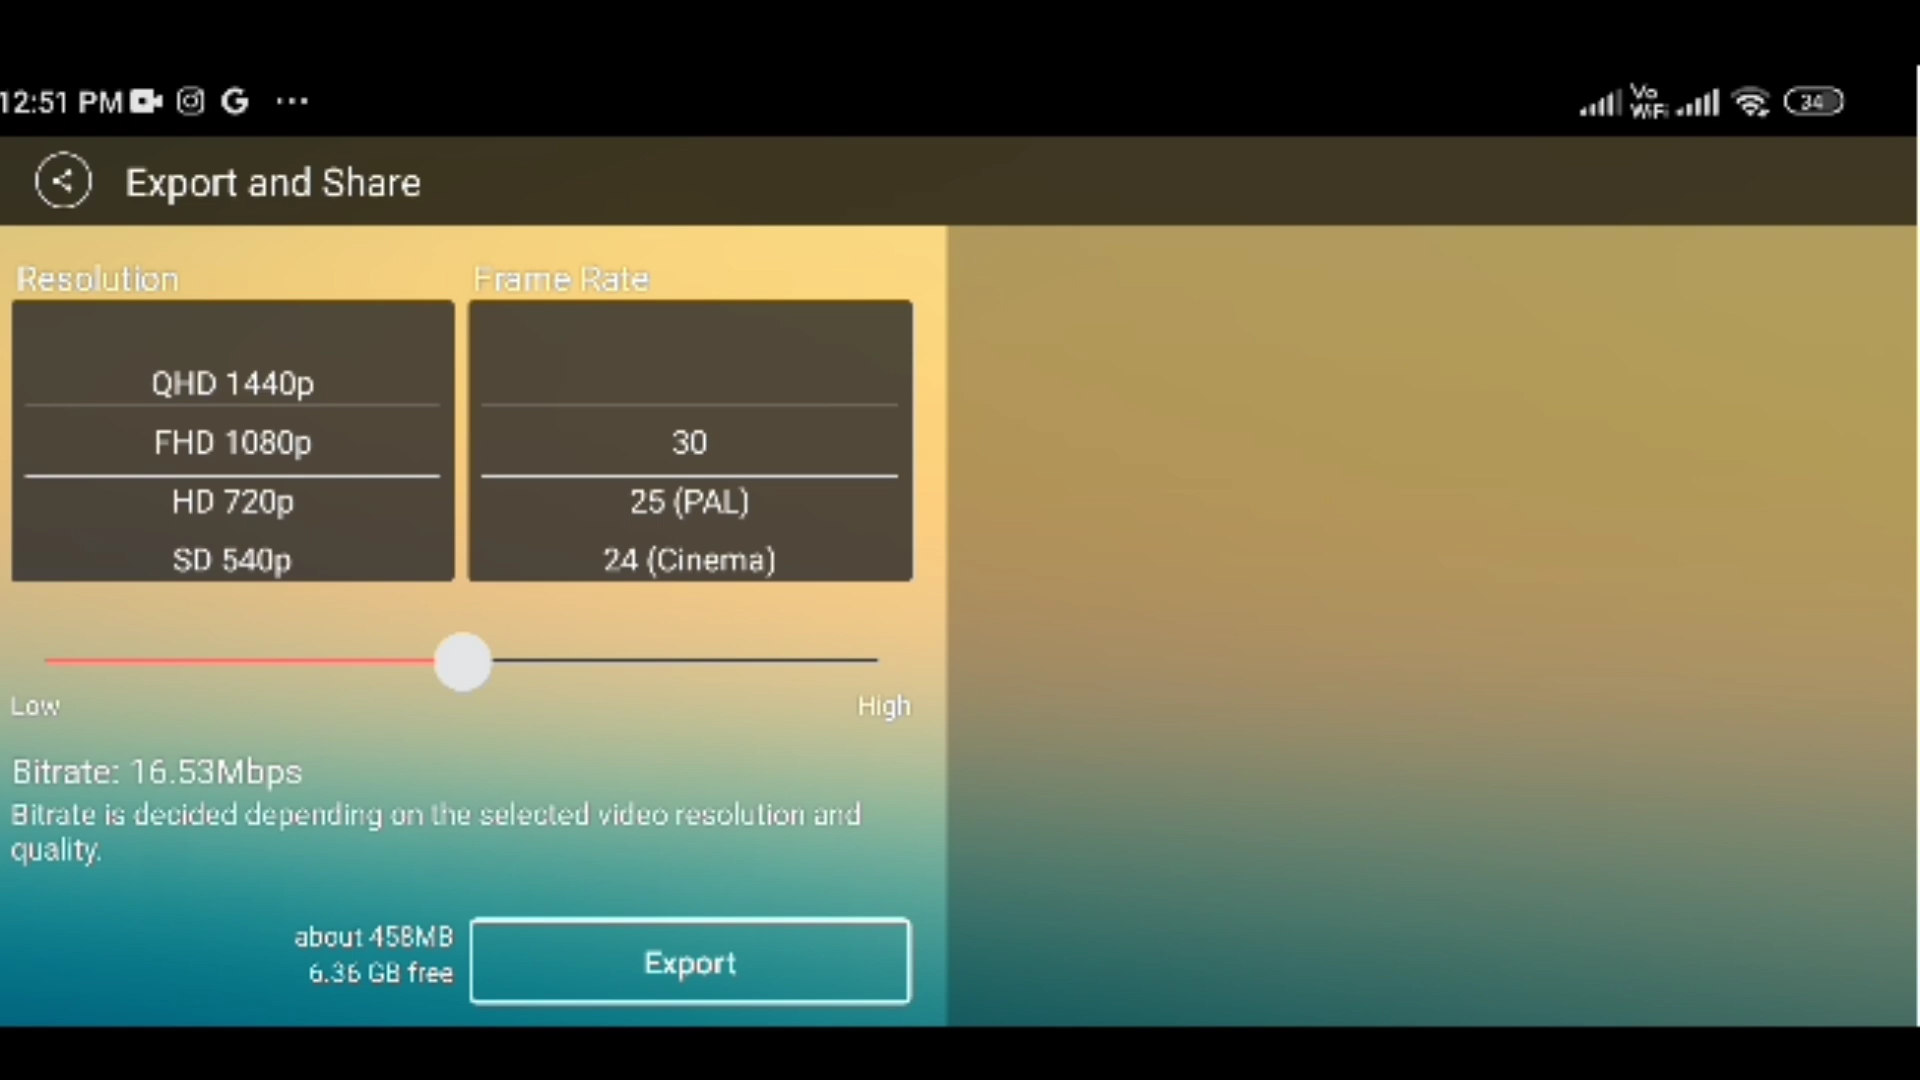 12:51 PM G ...
Vo
WiFi
34
Export and Share
Resolution
Frame Rate
QHD 1440p
FHD 1080p
30
HD 720p
25 (PAL)
SD 540p
24 (Cinema)
Low
High
Bitrate: 16.53Mbps
Bitrate is decided depending on the selected video resolution and
quality.
about 458MB
6.36 GB free
Export